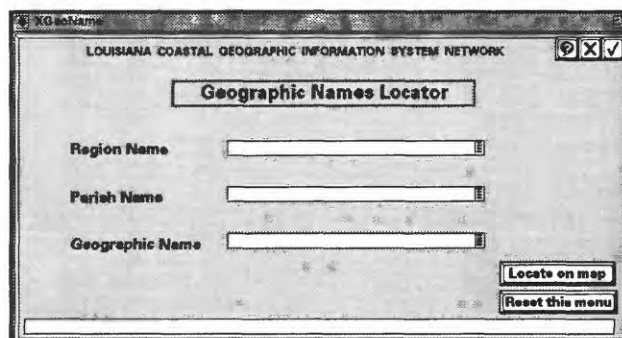 XGeoName
LOUISIANA COASTAL GEOGRAPHIC INFORMATION SYSTEM NETWORK
Geographic Names Locator
Region Name
Parish Name
Geographic Name
Locate on map
Reset this menu